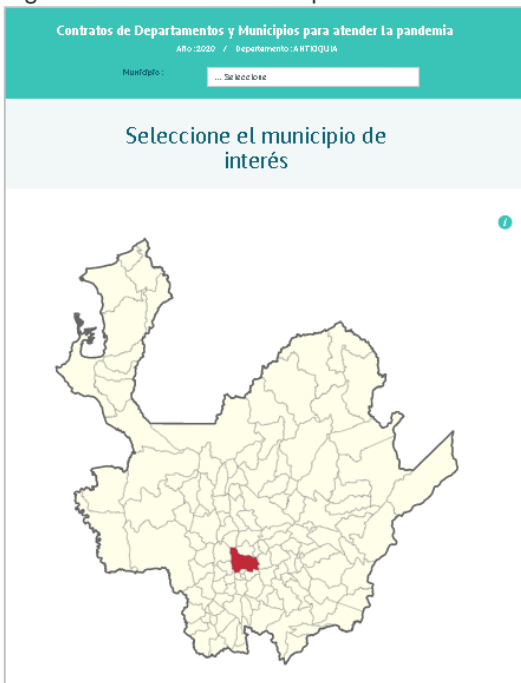 Contratos de Departamentos y Municipios para atender la pandemia
Año :2020 / Departamento : ANTIOQUIA
Municipio :
... Seleccione
Seleccione el municipio de
interés
i